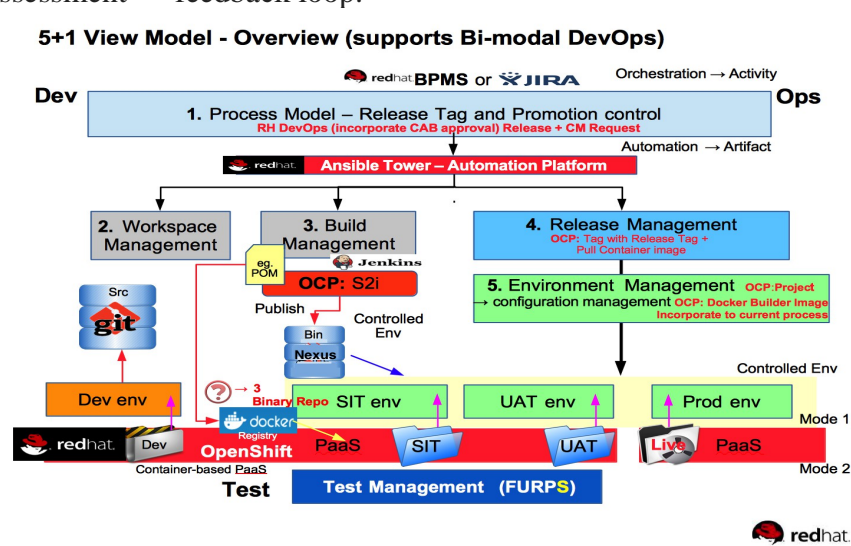 ssessment — feedback loop.
5+1 View Model - Overview (supports Bi-modal DevOps)
redhat. BPMS or JIRA
Orchestration → Activity
Dev
Ops
1. Process Model – Release Tag and Promotion control
RH DevOps (incorporate CAB approval) Release + CM Request
Automation → Artifact
redhat. Ansible Tower – Automation Platform
2. Workspace
Management
3. Build
Management
4. Release Management
OCP: Tag with Release Tag +
Pull Container image
eg.
POM
Jenkins
OCP: S2i
5. Environment Management OCP:Project
→ configuration management OCP: Docker Builder Image
Incorporate to current process
Src
git
Publish
Controlled
Env
Bin
Nexus
Controlled Env
Dev env
? → 3
Binary Repo
SIT env
UAT env
Prod env
Mode 1
docker
Registry
redhat.
Dev
OpenShift
PaaS
SIT
UAT
Live
PaaS
Container-based PaaS
Mode 2
Test
Test Management (FURPS)
redhat.